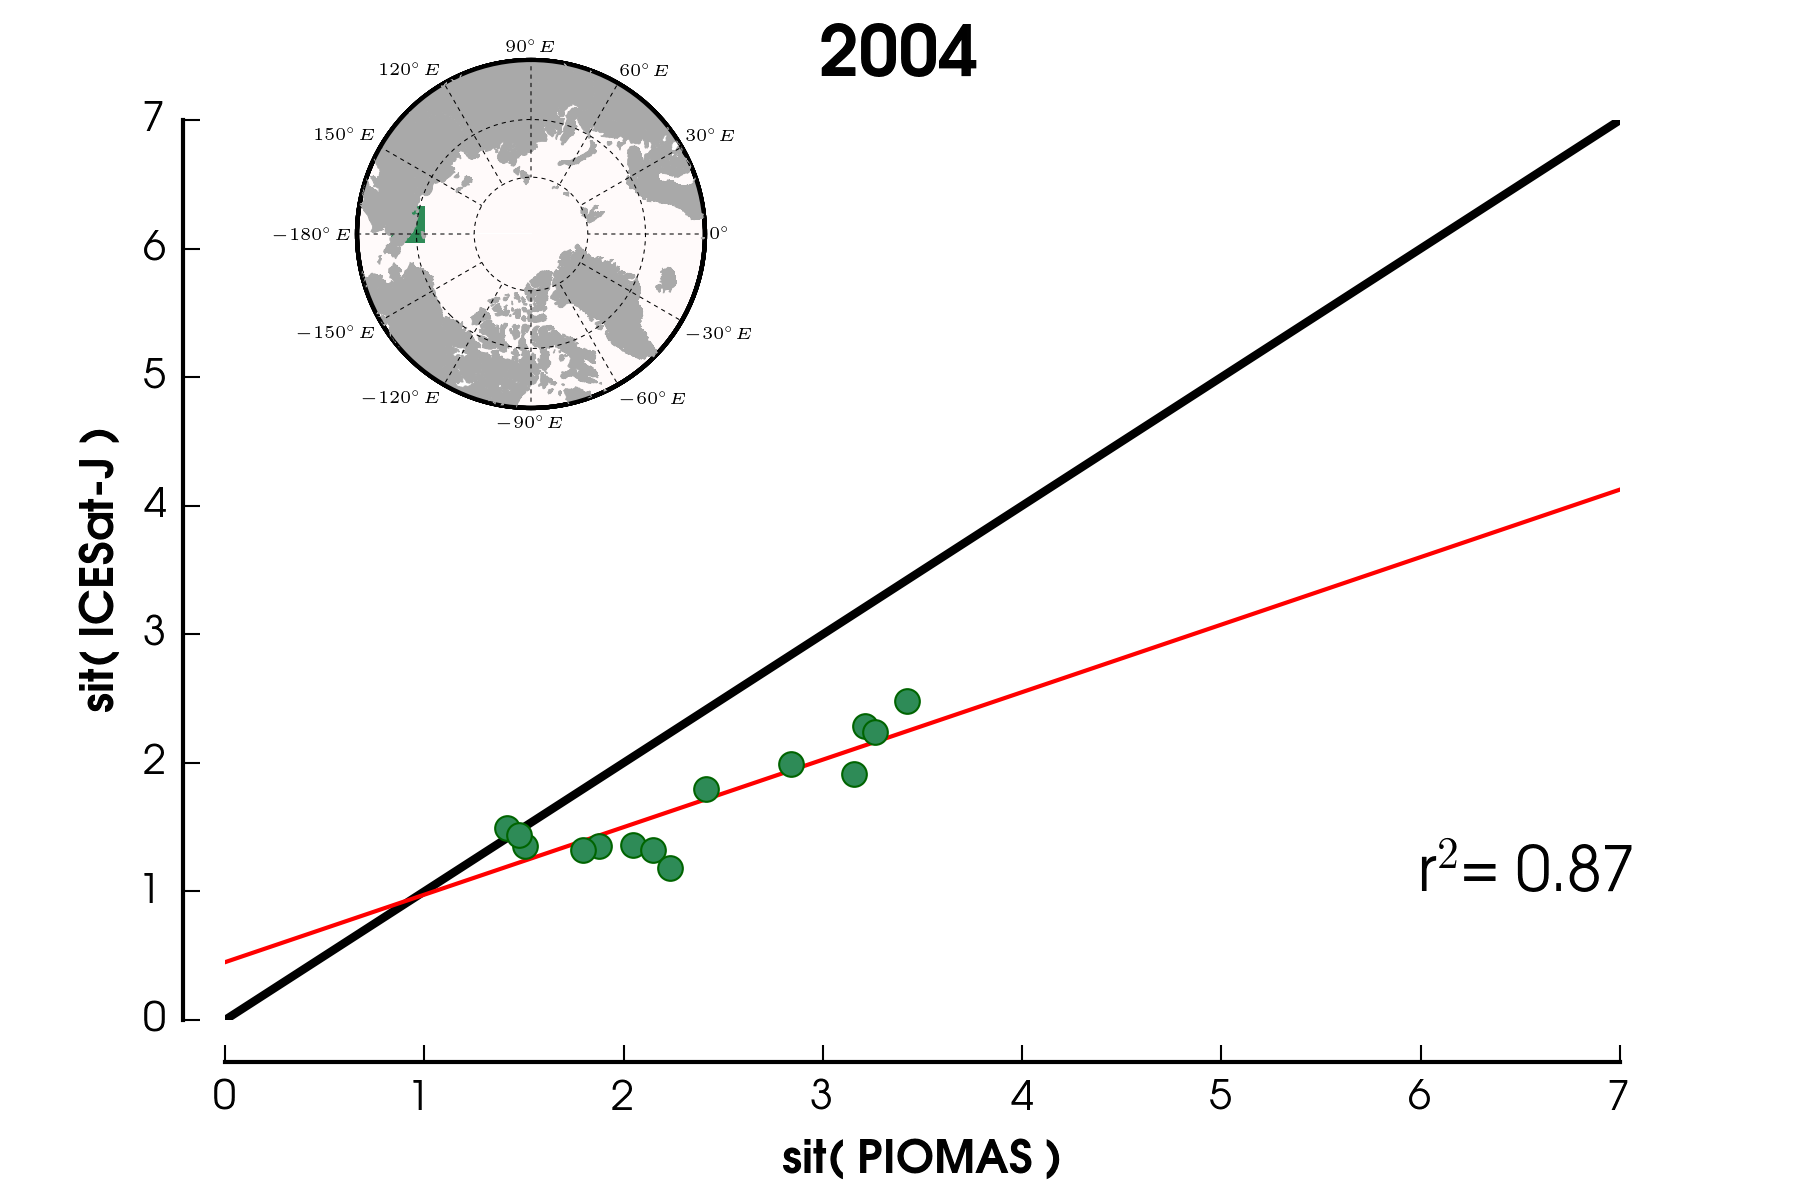 2004
90° E
120° E
60° E
150° E
30° E
−180° E
0°
−150° E
−30° E
−120° E
−60° E
−90° E
7
6
5
4
3
2
1
0
sit( ICESat-J )
r²= 0.87
0 1 2 3 4 5 6 7
sit( PIOMAS )